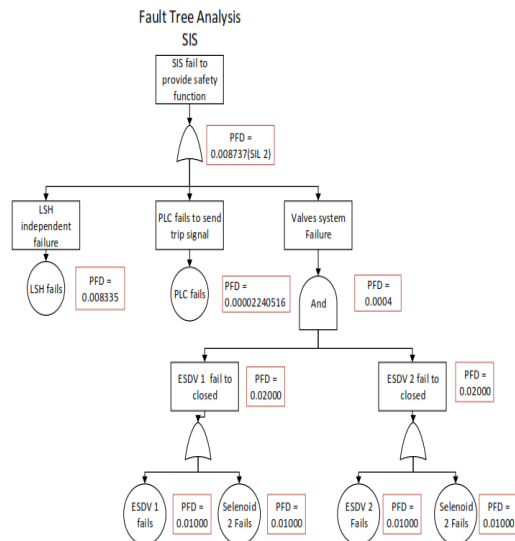 Fault Tree Analysis
SIS
SIS fail to
provide safety
function
PFD =
0.008737(SIL 2)
LSH
independent
failure
PLC fails to send
trip signal
Valves system
Failure
LSH fails
PFD =
0.008335
PLC fails
PFD =
0.00002240516
And
PFD =
0.0004
ESDV 1 fail to
closed
PFD =
0.02000
ESDV 2 fail to
closed
PFD =
0.02000
ESDV 1
fails
PFD =
0.01000
Selenoid
2 Fails
PFD =
0.01000
ESDV 2
Fails
PFD =
0.01000
Selenoid
2 Fails
PFD =
0.01000